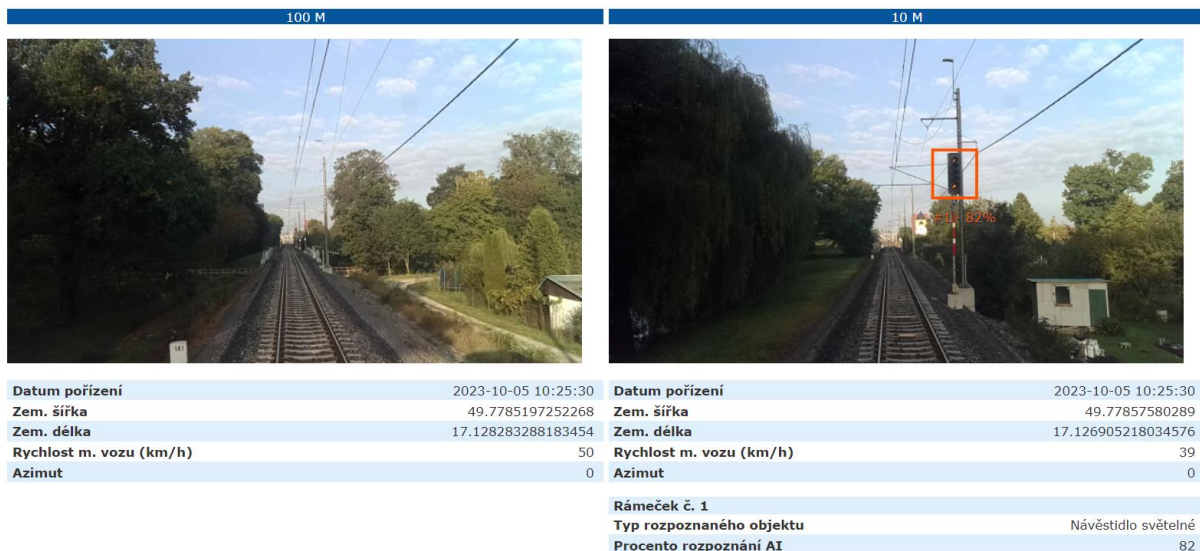 100 M
10 M
#1 - 82%
141
Datum pořízení 2023-10-05 10:25:30
Zem. šířka 49.7785197252268
Zem. délka 17.128283288183454
Rychlost m. vozu (km/h) 50
Azimut 0
Datum pořízení 2023-10-05 10:25:30
Zem. šířka 49.77857580289
Zem. délka 17.126905218034576
Rychlost m. vozu (km/h) 39
Azimut 0
Rámeček č. 1
Typ rozpoznaného objektu Návěstidlo světelné
Procento rozpoznání AI 82